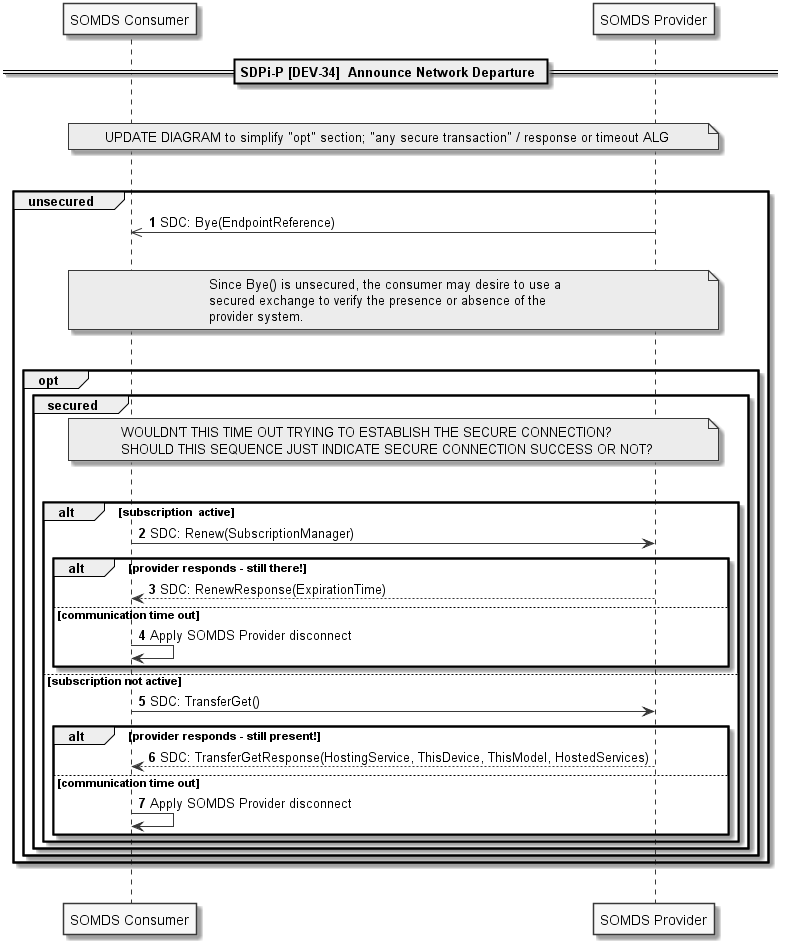 SOMDS Consumer
SOMDS Provider
SDPi-P [DEV-34]  Announce Network Departure
UPDATE DIAGRAM to simplify "opt" section; "any secure transaction" / response or timeout ALG
unsecured
1 SDC: Bye(EndpointReference)
Since Bye() is unsecured, the consumer may desire to use a
secured exchange to verify the presence or absence of the
provider system.
opt
secured
WOULDN'T THIS TIME OUT TRYING TO ESTABLISH THE SECURE CONNECTION?
SHOULD THIS SEQUENCE JUST INDICATE SECURE CONNECTION SUCCESS OR NOT?
alt [subscription  active]
2 SDC: Renew(SubscriptionManager)
alt [provider responds - still there!]
3 SDC: RenewResponse(ExpirationTime)
[communication time out]
4 Apply SOMDS Provider disconnect
[subscription not active]
5 SDC: TransferGet()
alt [provider responds - still present!]
6 SDC: TransferGetResponse(HostingService, ThisDevice, ThisModel, HostedServices)
[communication time out]
7 Apply SOMDS Provider disconnect
SOMDS Consumer
SOMDS Provider